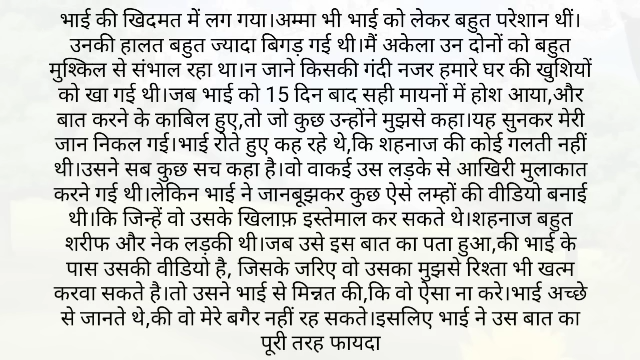 भाई की खिदमत में लग गया।अम्मा भी भाई को लेकर बहुत परेशान थीं।
उनकी हालत बहुत ज्यादा बिगड़ गई थी।मैं अकेला उन दोनों को बहुत
मुश्किल से संभाल रहा था।न जाने किसकी गंदी नजर हमारे घर की खुशियों
को खा गई थी।जब भाई को 15 दिन बाद सही मायनों में होश आया,और
बात करने के काबिल हुए,तो जो कुछ उन्होंने मुझसे कहा।यह सुनकर मेरी
जान निकल गई।भाई रोते हुए कह रहे थे,कि शहनाज की कोई गलती नहीं
थी।उसने सब कुछ सच कहा है।वो वाकई उस लड़के से आखिरी मुलाकात
करने गई थी।लेकिन भाई ने जानबूझकर कुछ ऐसे लम्हों की वीडियो बनाई
थी।कि जिन्हें वो उसके खिलाफ़ इस्तेमाल कर सकते थे।शहनाज बहुत
शरीफ और नेक लड़की थी।जब उसे इस बात का पता हुआ,की भाई के
पास उसकी वीडियो है, जिसके जरिए वो उसका मुझसे रिश्ता भी खत्म
करवा सकते है।तो उसने भाई से मिन्नत की,कि वो ऐसा ना करे।भाई अच्छे
से जानते थे,की वो मेरे बगैर नहीं रह सकते।इसलिए भाई ने उस बात का
पूरी तरह फायदा